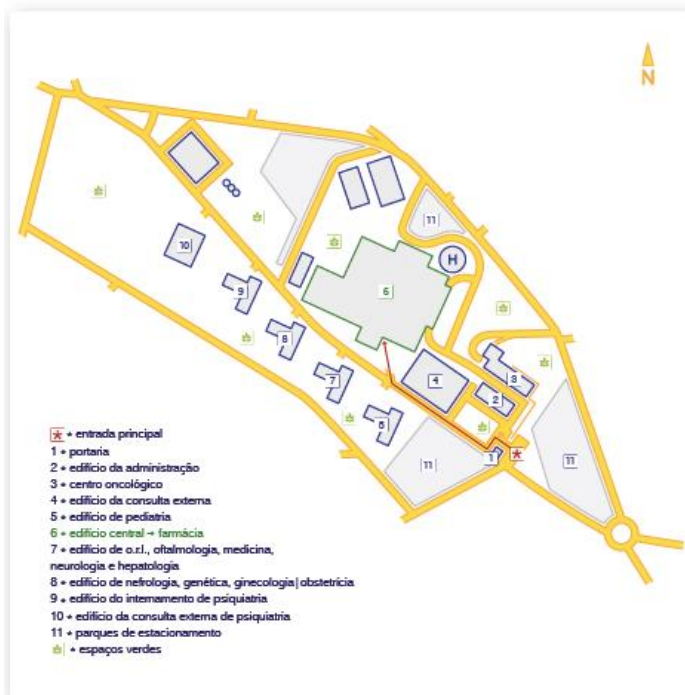 N
11
H
10
6
9
8
3
4
7
2
5
11
1
11
* + entrada principal
1 + portaria
2 + edifício da administração
3 + centro oncológico
4 + edifício da consulta externa
5 + edifício de pediatria
6 + edifício central → farmácia
7 + edifício de o.r.l., oftalmologia, medicina,
neurologia e hepatologia
8 + edifício de nefrologia, genética, ginecologia|obstetrícia
9 + edifício do internamento de psiquiatria
10 + edifício da consulta externa de psiquiatria
11 + parques de estacionamento
+ espaços verdes